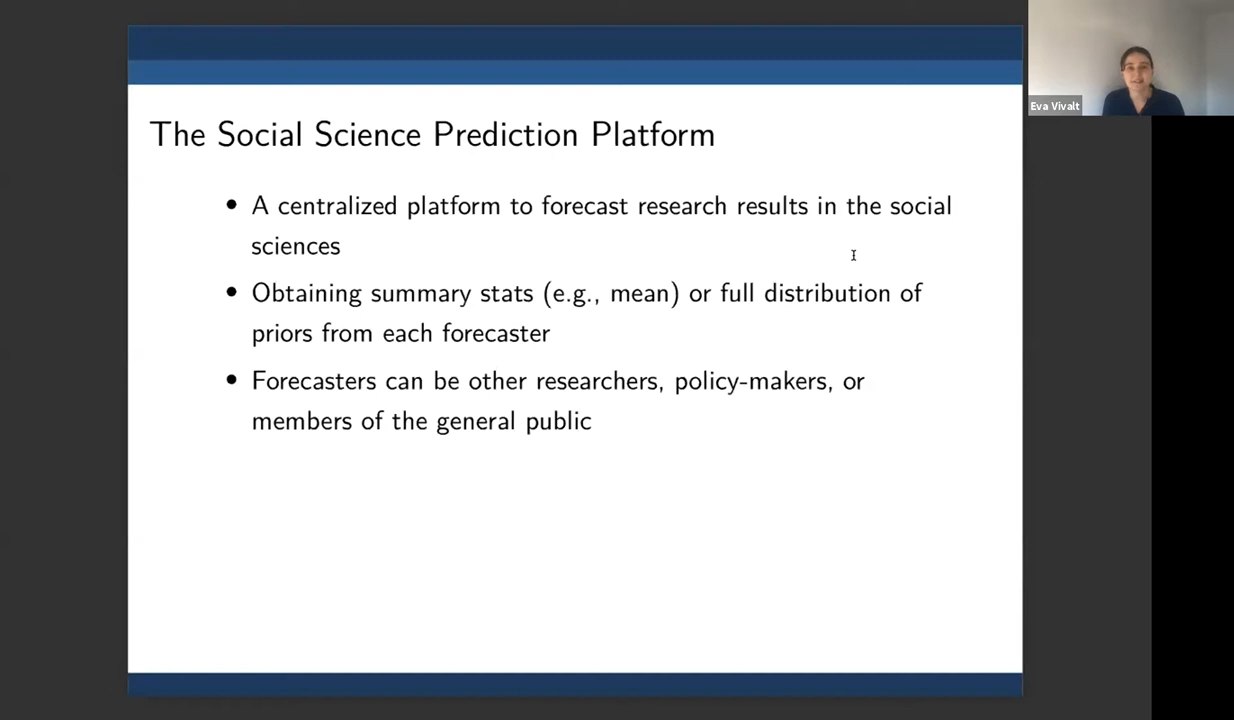 The Social Science Prediction Platform
• A centralized platform to forecast research results in the social
sciences
• Obtaining summary stats (e.g., mean) or full distribution of
priors from each forecaster
• Forecasters can be other researchers, policy-makers, or
members of the general public
Eva Vivalt